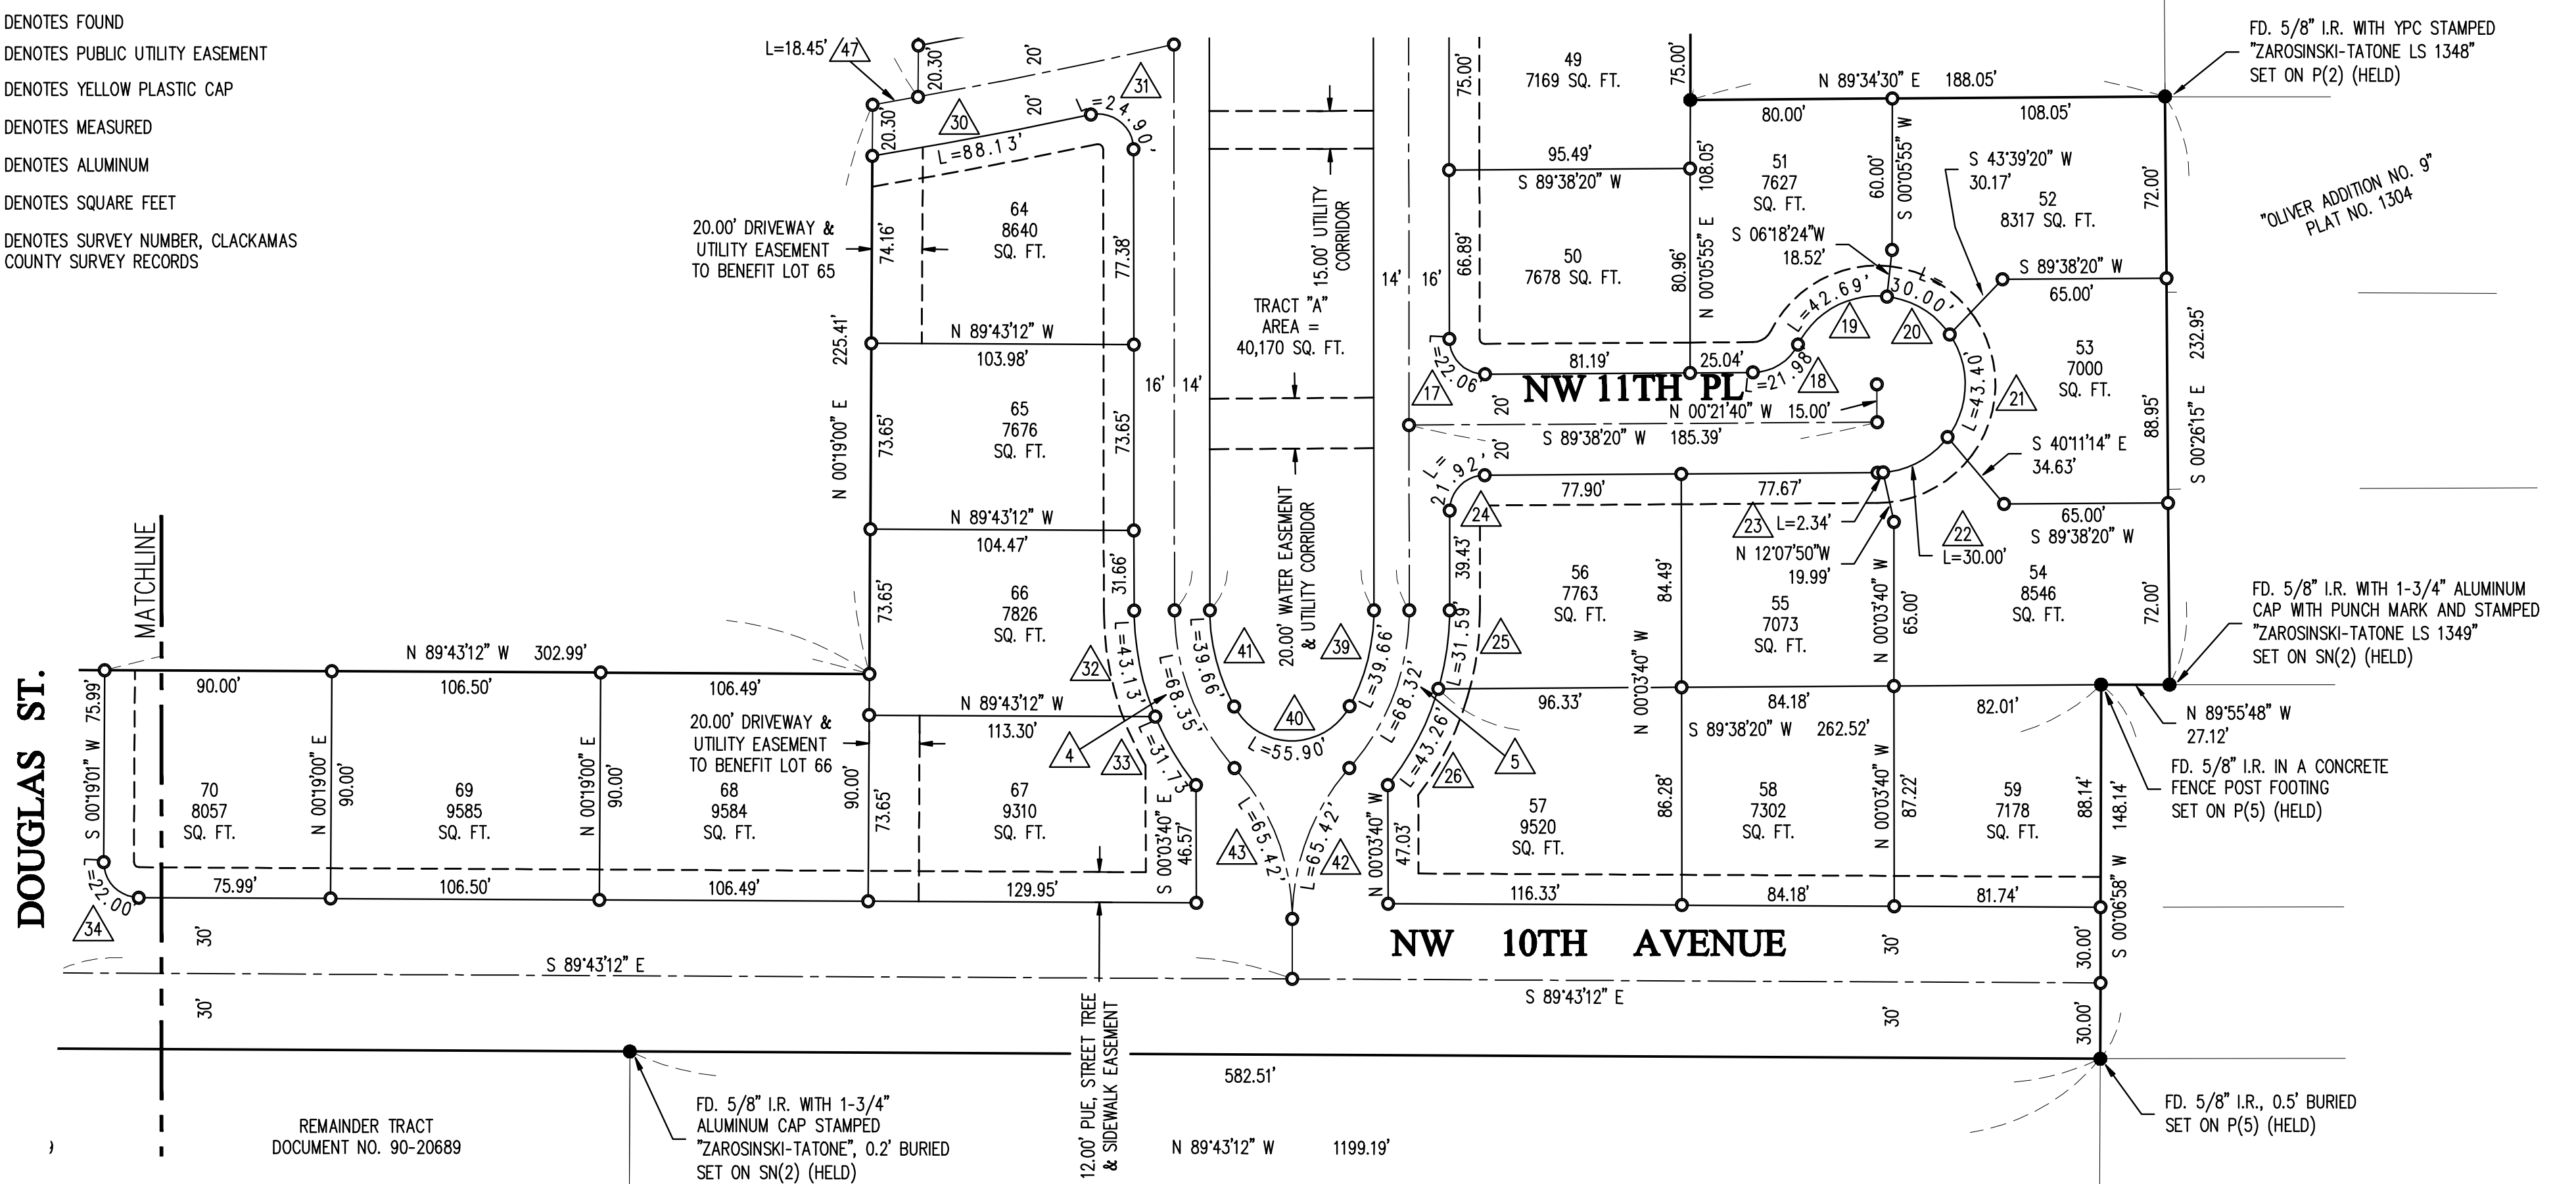 DENOTES FOUND
DENOTES PUBLIC UTILITY EASEMENT
DENOTES YELLOW PLASTIC CAP
DENOTES MEASURED
DENOTES ALUMINUM
DENOTES SQUARE FEET
DENOTES SURVEY NUMBER, CLACKAMAS
COUNTY SURVEY RECORDS
L=18.45'
47
20.30'
20'
31
20.30'
30
20'
L=24.90'
L=88.13'
20.00' DRIVEWAY &
UTILITY EASEMENT
TO BENEFIT LOT 65
74.16'
64
8640
SQ. FT.
77.38'
N 89°43'12" W
103.98'
225.41'
N 00°19'00" E
73.65'
65
7676
SQ. FT.
73.65'
N 89°43'12" W
104.47'
73.65'
66
7826
SQ. FT.
31.66'
16'
14'
15.00' UTILITY
CORRIDOR
TRACT "A"
AREA =
40,170 SQ. FT.
20.00' WATER EASEMENT
& UTILITY CORRIDOR
14'
16'
75.00'
49
7169 SQ. FT.
75.00'
95.49'
S 89°38'20" W
66.89'
50
7678 SQ. FT.
80.96'
108.05'
N 00°05'55" E
N 89°34'30" E 188.05'
80.00'
108.05'
51
7627
SQ. FT.
60.00'
S 00°05'55" W
S 43°39'20" W
30.17'
52
8317 SQ. FT.
72.00'
FD. 5/8" I.R. WITH YPC STAMPED
"ZAROSINSKI-TATONE LS 1348"
SET ON P(2) (HELD)
"OLIVER ADDITION NO. 9"
PLAT NO. 1304
S 06°18'24"W
18.52'
L=42.69'
19
L=
30.00'
20
S 89°38'20" W
65.00'
L=22.06'
17
81.19'
25.04'
NW 11TH PL
L=21.98'
18
20'
N 00°21'40" W 15.00'
S 89°38'20" W 185.39'
20'
L=43.40'
21
53
7000
SQ. FT.
88.95'
232.95'
S 00°26'15" E
S 40°11'14" E
34.63'
L=
21.92'
24
77.90'
77.67'
23
L=2.34'
N 12°07'50"W
19.99'
22
L=30.00'
65.00'
S 89°38'20" W
39.43'
56
7763
SQ. FT.
84.49'
55
7073
SQ. FT.
N 00°03'40" W
65.00'
54
8546
SQ. FT.
72.00'
FD. 5/8" I.R. WITH 1-3/4" ALUMINUM
CAP WITH PUNCH MARK AND STAMPED
"ZAROSINSKI-TATONE LS 1349"
SET ON SN(2) (HELD)
MATCHLINE
DOUGLAS ST.
N 89°43'12" W 302.99'
90.00'
106.50'
106.49'
S 00°19'01" W 75.99'
70
8057
SQ. FT.
N 00°19'00" E
90.00'
69
9585
SQ. FT.
N 00°19'00" E
90.00'
20.00' DRIVEWAY &
UTILITY EASEMENT
TO BENEFIT LOT 66
68
9584
SQ. FT.
90.00'
73.65'
N 89°43'12" W
113.30'
67
9310
SQ. FT.
32
L=43.13'
4
33
L=31.73'
L=68.35'
L=39.66'
41
39
L=39.66'
40
L=55.90'
L=68.32'
L=31.59'
25
5
L=43.26'
26
S 00°03'40" E
46.57'
43
L=65.42'
L=65.42'
42
N 00°03'40" W
47.03'
96.33'
N 00°03'40" W
84.18'
S 89°38'20" W 262.52'
82.01'
N 89°55'48" W
27.12'
FD. 5/8" I.R. IN A CONCRETE
FENCE POST FOOTING
SET ON P(5) (HELD)
57
9520
SQ. FT.
86.28'
58
7302
SQ. FT.
N 00°03'40" W
87.22'
59
7178
SQ. FT.
88.14'
148.14'
S 00°06'58" W
L=22.00
34
75.99'
106.50'
106.49'
129.95'
116.33'
84.18'
81.74'
30'
S 89°43'12" E
30'
NW 10TH AVENUE
30'
30.00'
S 89°43'12" E
30'
30.00'
12.00' PUE, STREET TREE
& SIDEWALK EASEMENT
582.51'
REMAINDER TRACT
DOCUMENT NO. 90-20689
FD. 5/8" I.R. WITH 1-3/4"
ALUMINUM CAP STAMPED
"ZAROSINSKI-TATONE", 0.2' BURIED
SET ON SN(2) (HELD)
N 89°43'12" W 1199.19'
FD. 5/8" I.R., 0.5' BURIED
SET ON P(5) (HELD)